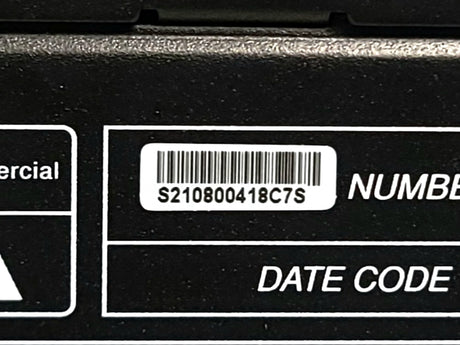 ercial
S210800418C7S
NUMBE
DATE CODE